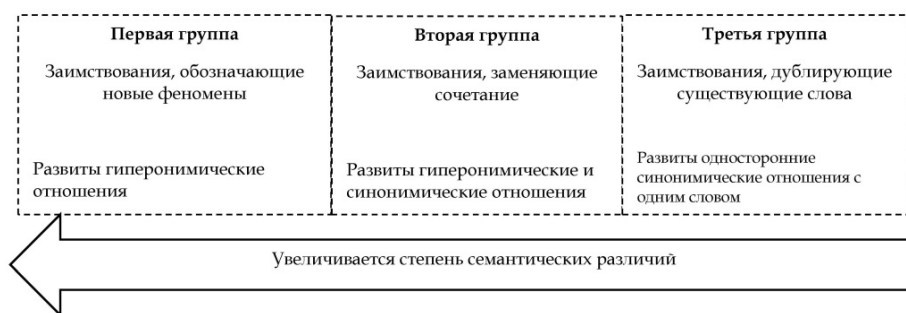 Первая группа
Заимствования, обозначающие
новые феномены
Развиты гиперонимические
отношения
Вторая группа
Заимствования, заменяющие
сочетание
Развиты гиперонимические и
синонимические отношения
Третья группа
Заимствования, дублирующие
существующие слова
Развиты односторонние
синонимические отношения с
одним словом
Увеличивается степень семантических различий